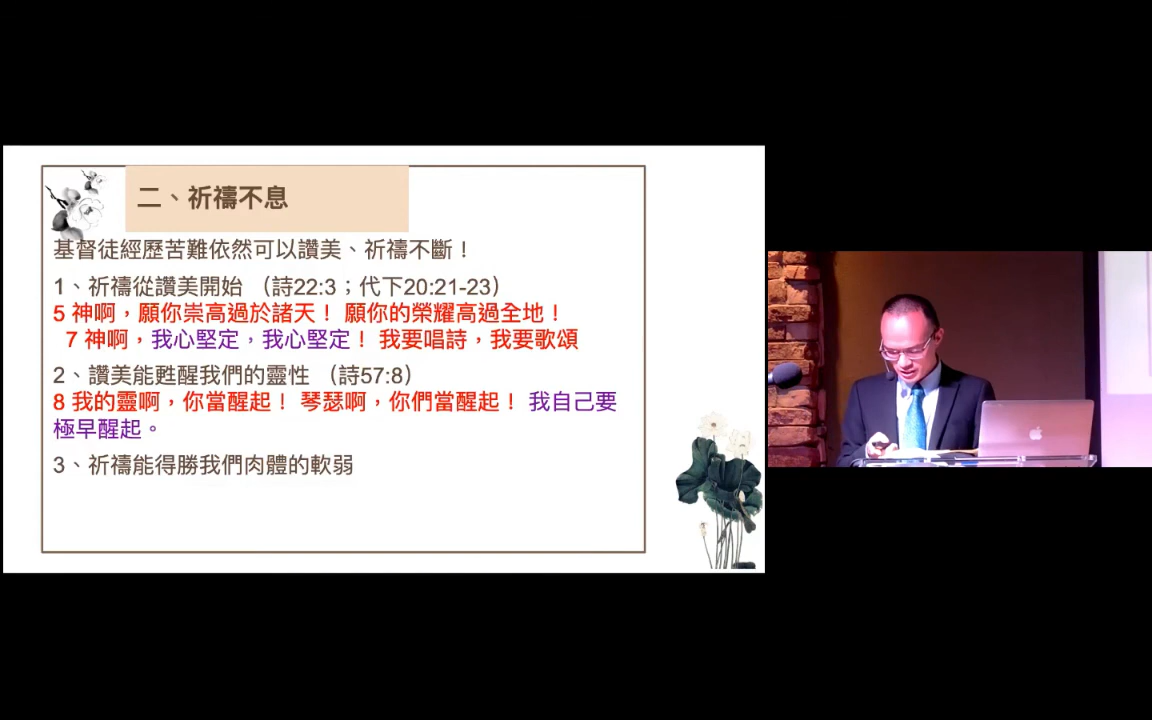 二、祈禱不息
基督徒經歷苦難依然可以讚美、祈禱不斷！
1、祈禱從讚美開始 （詩22:3；代下20:21-23）
5 神啊，願你崇高過於諸天！ 願你的榮耀高過全地！
7 神啊，我心堅定，我心堅定！ 我要唱詩，我要歌頌
2、讚美能甦醒我們的靈性 （詩57:8）
8 我的靈啊，你當醒起！ 琴瑟啊，你們當醒起！ 我自己要
極早醒起。
3、祈禱能得勝我們肉體的軟弱